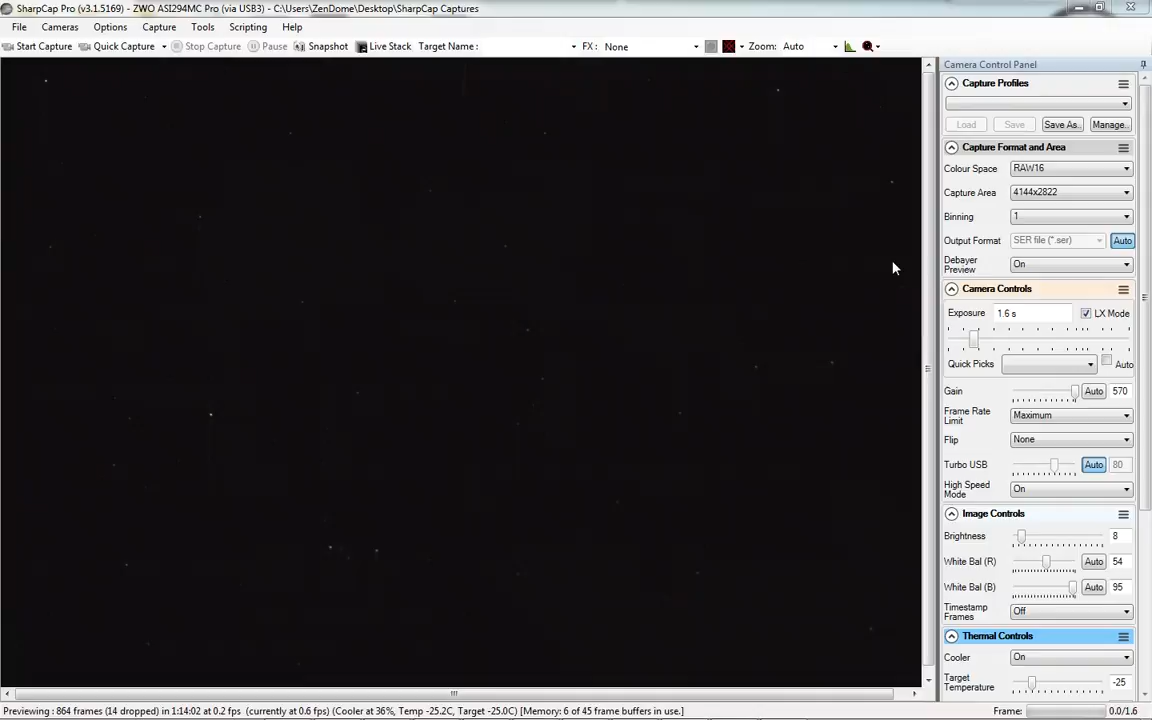 SharpCap Pro (v3.1.5169) - ZWO ASI294MC Pro (via USB3) - C:\Users\ZenDome\Desktop\SharpCap Captures
File Cameras Options Capture Tools Scripting Help
Start Capture Quick Capture Stop Capture Pause Snapshot Live Stack Target Name : FX : None Zoom: Auto
Camera Control Panel
Capture Profiles
Load Save Save As.. Manage..
Capture Format and Area
Colour Space RAW16
Capture Area 4144x2822
Binning 1
Output Format SER file (*.ser) Auto
Debayer
Preview On
Camera Controls
Exposure 1.6 s LX Mode
Quick Picks Auto
Gain Auto 570
Frame Rate
Limit Maximum
Flip None
Turbo USB Auto 80
High Speed
Mode On
Image Controls
Brightness 8
White Bal (R) Auto 54
White Bal (B) Auto 95
Timestamp
Frames Off
Thermal Controls
Cooler On
Target
Temperature -25
Previewing : 864 frames (14 dropped) in 1:14:02 at 0.2 fps (currently at 0.6 fps) (Cooler at 36%, Temp -25.2C, Target -25.0C) [Memory: 6 of 45 frame buffers in use.] Frame: 0.0/1.6